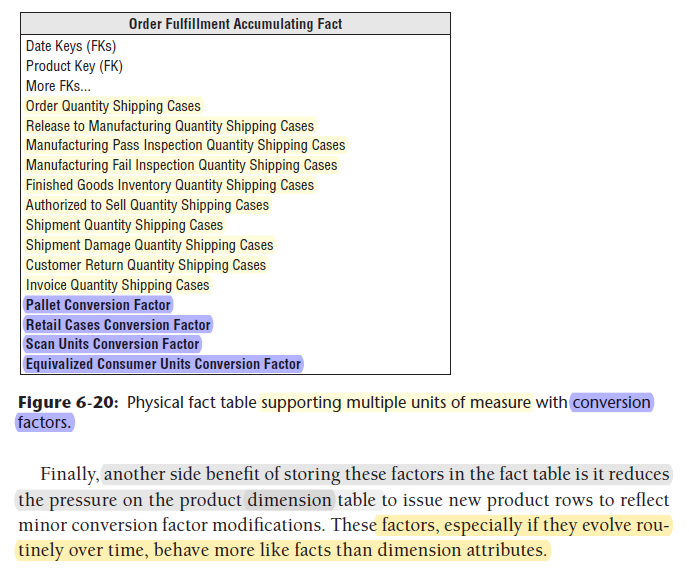 Order Fulfillment Accumulating Fact
Date Keys (FKs)
Product Key (FK)
More FKs...
Order Quantity Shipping Cases
Release to Manufacturing Quantity Shipping Cases
Manufacturing Pass Inspection Quantity Shipping Cases
Manufacturing Fail Inspection Quantity Shipping Cases
Finished Goods Inventory Quantity Shipping Cases
Authorized to Sell Quantity Shipping Cases
Shipment Quantity Shipping Cases
Shipment Damage Quantity Shipping Cases
Customer Return Quantity Shipping Cases
Invoice Quantity Shipping Cases
Pallet Conversion Factor
Retail Cases Conversion Factor
Scan Units Conversion Factor
Equivalized Consumer Units Conversion Factor
Figure 6-20: Physical fact table supporting multiple units of measure with conversion
factors.
Finally, another side benefit of storing these factors in the fact table is it reduces
the pressure on the product dimension table to issue new product rows to reflect
minor conversion factor modifications. These factors, especially if they evolve rou-
tinely over time, behave more like facts than dimension attributes.